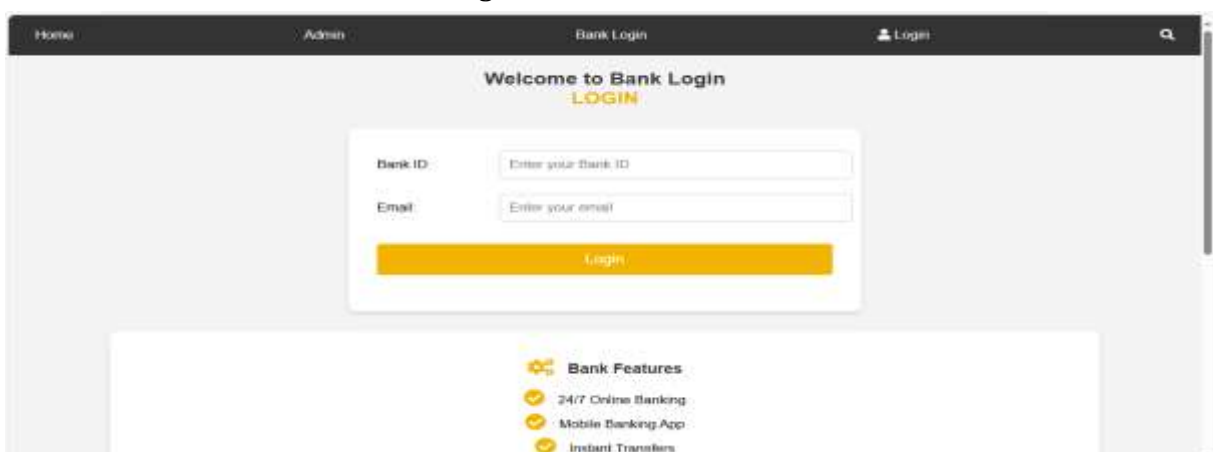 Home Admin Bank Login Login
Welcome to Bank Login
LOGIN
Bank ID: Enter your Bank ID
Email: Enter your email
Login
Bank Features
24/7 Online Banking
Mobile Banking App
Instant Transfers